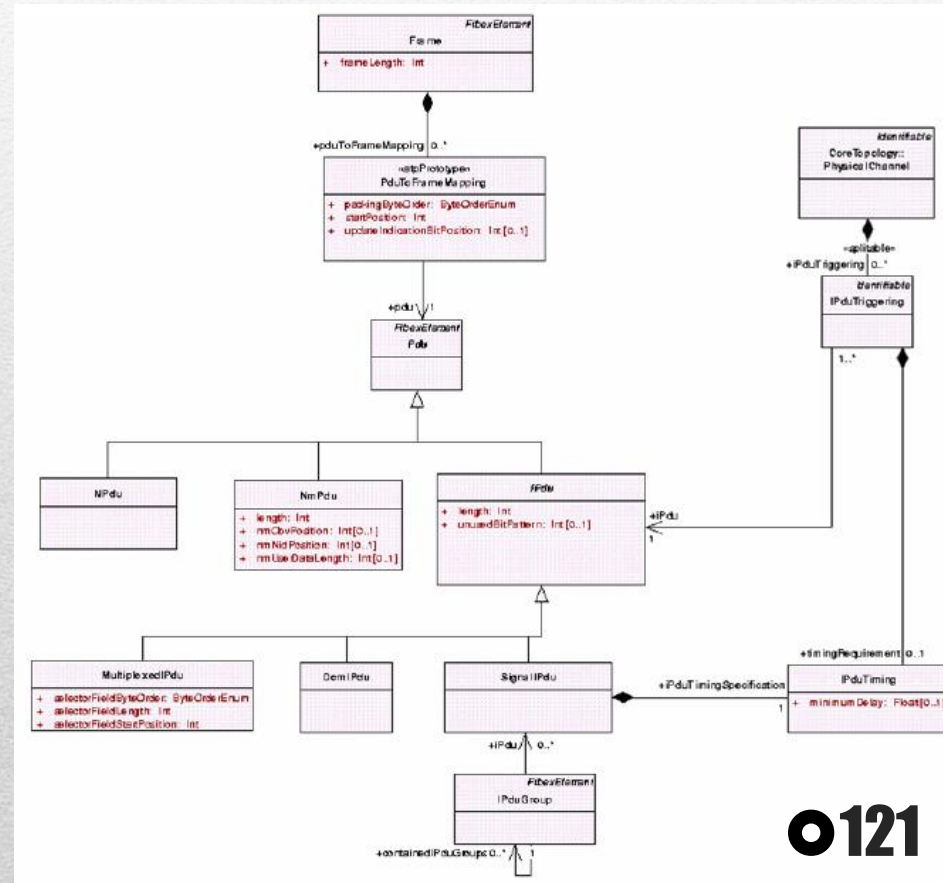 FibexElement
Frame
+ frameLength: Int
+pduToFrameMapping 0..*
«atpPrototype»
PduToFrameMapping
+ packingByteOrder: ByteOrderEnum
+ startPosition: Int
+ updateIndicationBitPosition: Int [0..1]
+pdu 1
FibexElement
Pdu
Identifiable
CoreTopology::
PhysicalChannel
«splitable»
+iPduTriggering 0..*
Identifiable
IPduTriggering
1..*
NPdu
NmPdu
+ length: Int
+ nmCbvPosition: Int [0..1]
+ nmNidPosition: Int [0..1]
+ nmUserDataLength: Int [0..1]
IPdu
+ length: Int
+ unusedBitPattern: Int [0..1]
+iPdu
1
MultiplexedIPdu
+ selectorFieldByteOrder: ByteOrderEnum
+ selectorFieldLength: Int
+ selectorFieldStartPosition: Int
DcmIPdu
SignalIPdu
+iPduTimingSpecification
1
+timingRequirement 0..1
IPduTiming
+ minimumDelay: Float [0..1]
+iPdu 0..*
FibexElement
IPduGroup
+containedIPduGroups 0..* 1
121